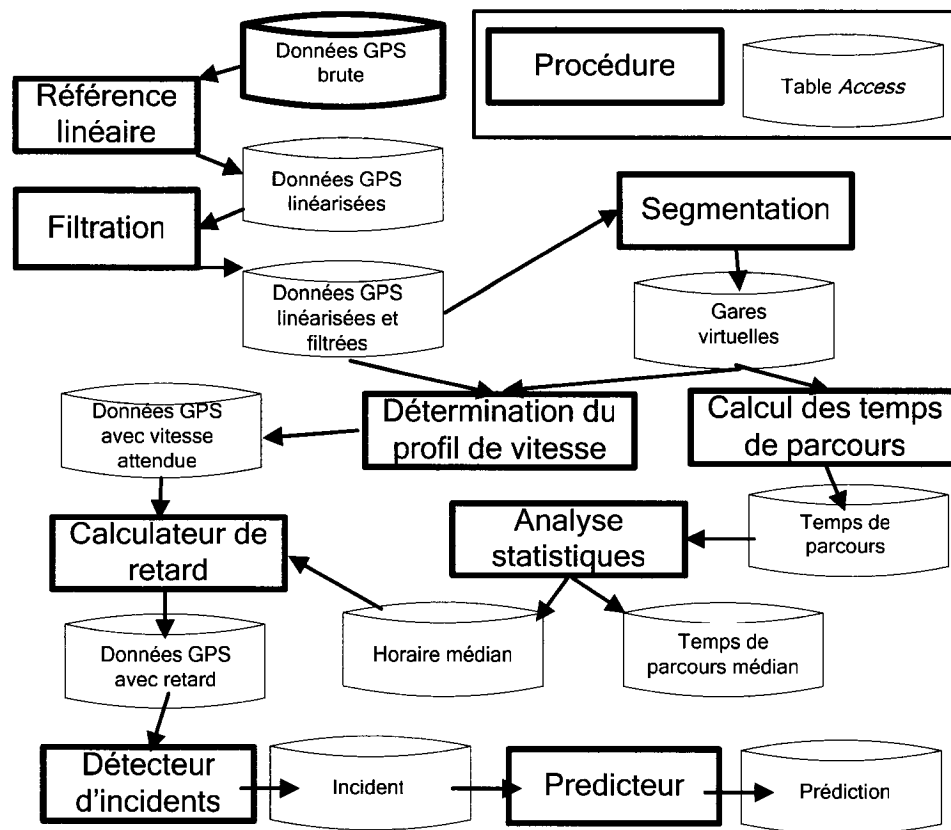 Données GPS
brute
Procédure
Table Access
Référence
linéaire
Données GPS
linéarisées
Filtration
Segmentation
Données GPS
linéarisées et
filtrées
Gares
virtuelles
Données GPS
avec vitesse
attendue
Détermination du
profil de vitesse
Calcul des temps
de parcours
Calculateur de
retard
Analyse
statistiques
Temps de
parcours
Données GPS
avec retard
Horaire médian
Temps de
parcours médian
Détecteur
d'incidents
Incident
Predicteur
Prédiction